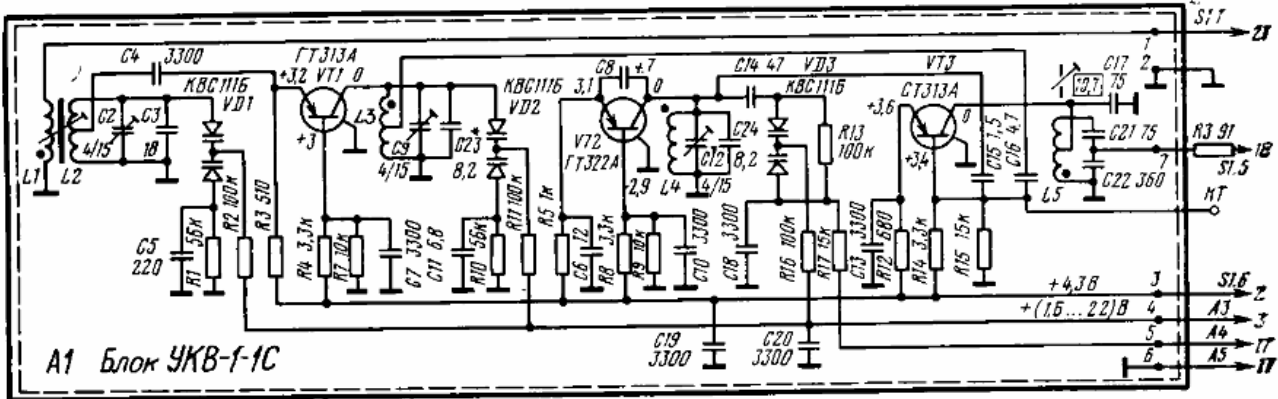 S1.1
21
C4 3300
ГТ313А
+3,2 VT1 0
КВС111Б
VD1
C2
4/15
C3
18
L1
L2
+3
L3
C9
4/15
C23*
8,2
КВС111Б
VD2
C8
+.7
3,1
0
VT2
ГТ322А
2,9
L4
C12
4/15
C24
8,2
C14 47
VD3
КВС111Б
R13
100к
VT3
СТ313А
+3,6
0
+3,4
C15 1,5
C16 4,7
1
2
C17
75
10,7
C21 75
L5
C22 360
7
R3 91
18
S1.5
КТ
C5
220
R1 56к
R2 100к
R3 510
R4 3,3к
R7 10к
C7 3300
C11 6,8
R10 56к
R11 100к
R5 1к
C6 12
R8 3,3к
R9 10к
C10 3300
C18 3300
R16 100к
R17 15к
C13 3300
R12 680
R14 3,3к
R15 15к
+4,3В
3
S1.6
2
+(1.6...22)В
4
A3
3
5
A4
17
6
A5
C19
3300
C20
3300
А1 Блок УКВ-1-1С